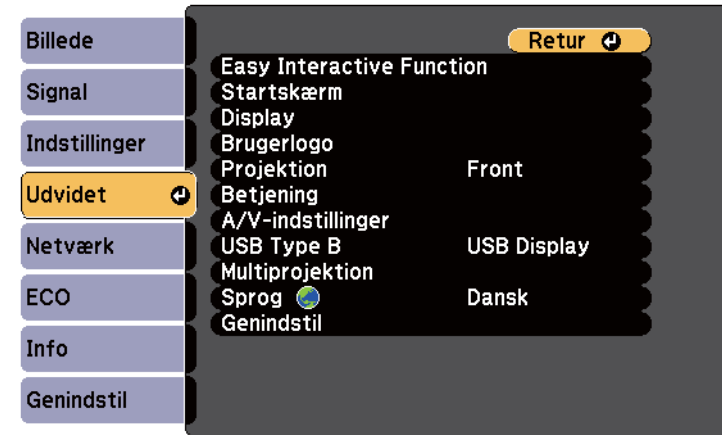 Billede
Signal
Indstillinger
Udvidet
Netværk
ECO
Info
Genindstil
Retur
Easy Interactive Function
Startskærm
Display
Brugerlogo
Projektion Front
Betjening
A/V-indstillinger
USB Type B USB Display
Multiprojektion
Sprog Dansk
Genindstil